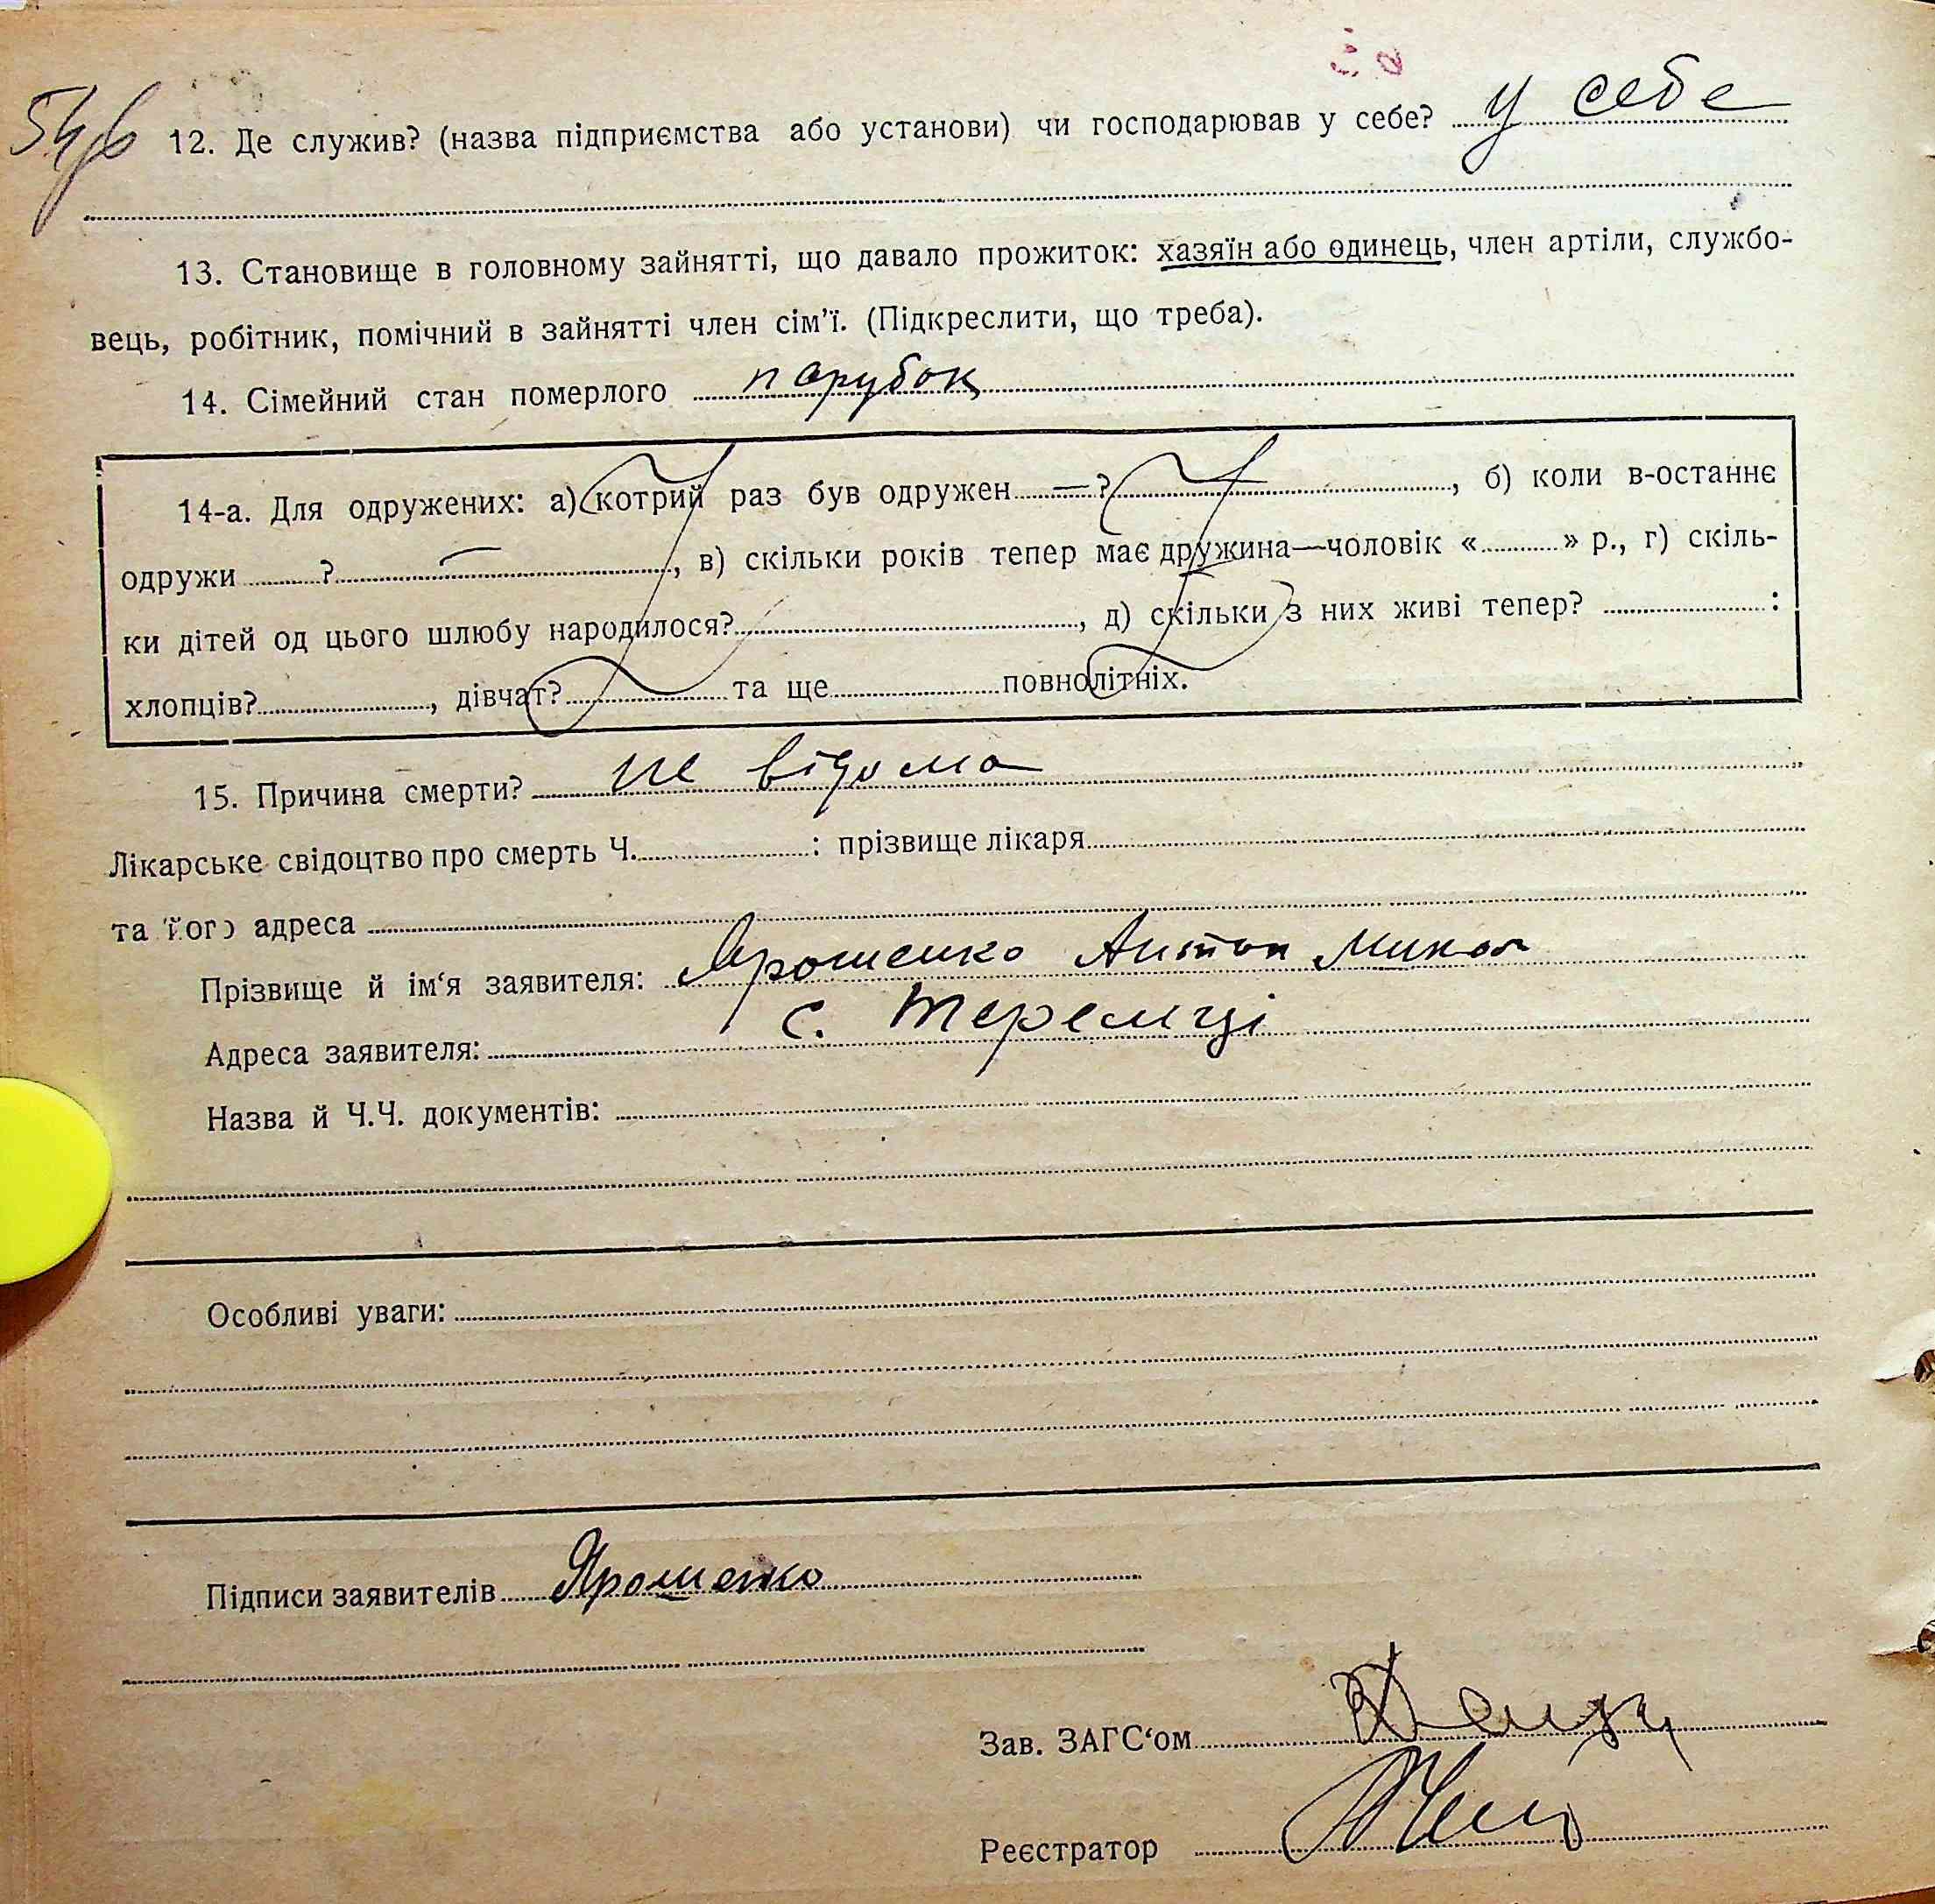 54/б
12. Де служив? (назва підприємства або установи) чи господарював у себе? у себе
13. Становище в головному зайнятті, що давало прожиток: хазяїн або одинець, член артіли, службо-
вець, робітник, помічний в зайнятті член сім’ї. (Підкреслити, що треба).
14. Сімейний стан померлого парубок
14-а. Для одружених: а) котрий раз був одружен —?, б) коли в-останнє
одружи ?, в) скільки років тепер має дружина—чоловік « » р., г) скіль-
ки дітей од цього шлюбу народилося?, д) скільки з них живі тепер? :
хлопців?, дівчат? та ще повнолітніх.
15. Причина смерти? не відома
Лікарське свідоцтво про смерть Ч. : прізвище лікаря
та його адреса
Прізвище й ім‘я заявителя: Ярошенко Антон Микол
Адреса заявителя: с. Теремці
Назва й Ч.Ч. документів:
Особливі уваги:
Підписи заявителів Ярошенко
Зав. ЗАГС‘ом
Реєстратор